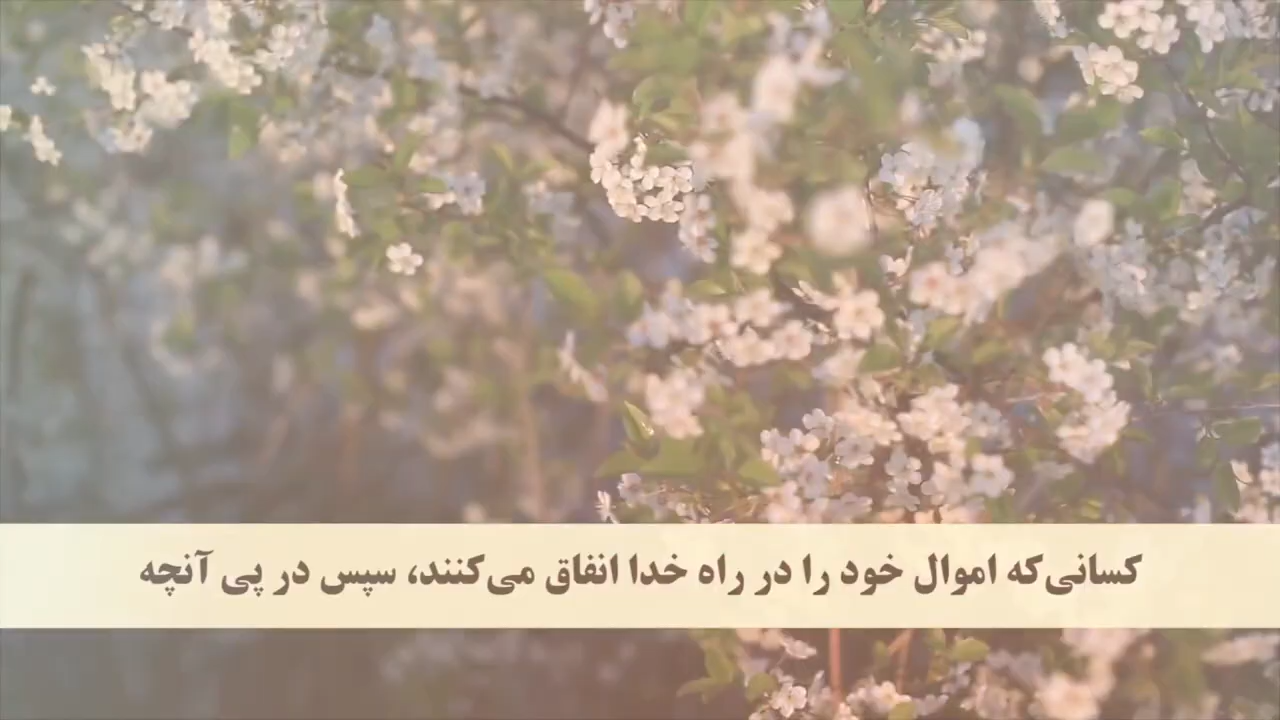 کسانی‌که اموال خود را در راه خدا انفاق می‌کنند، سپس در پی آنچه